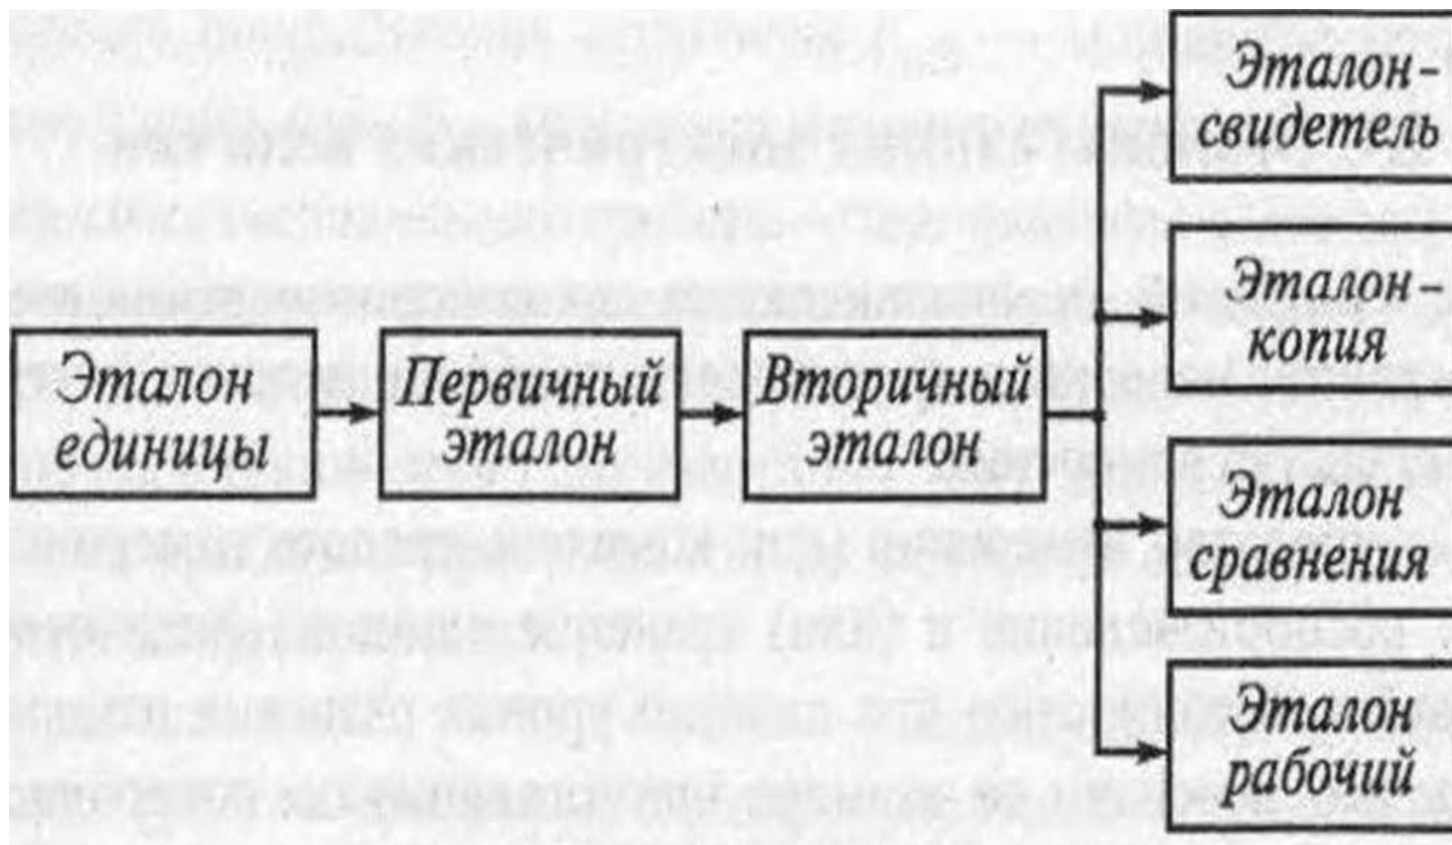 Эталон
единицы
Первичный
эталон
Вторичный
эталон
Эталон-
свидетель
Эталон-
копия
Эталон
сравнения
Эталон
рабочий